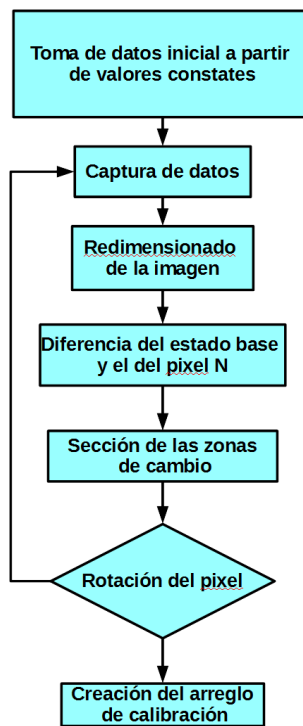 Toma de datos inicial a partir
de valores constates
Captura de datos
Redimensionado
de la imagen
Diferencia del estado base
y el del pixel N
Sección de las zonas
de cambio
Rotación del pixel
Creación del arreglo
de calibración